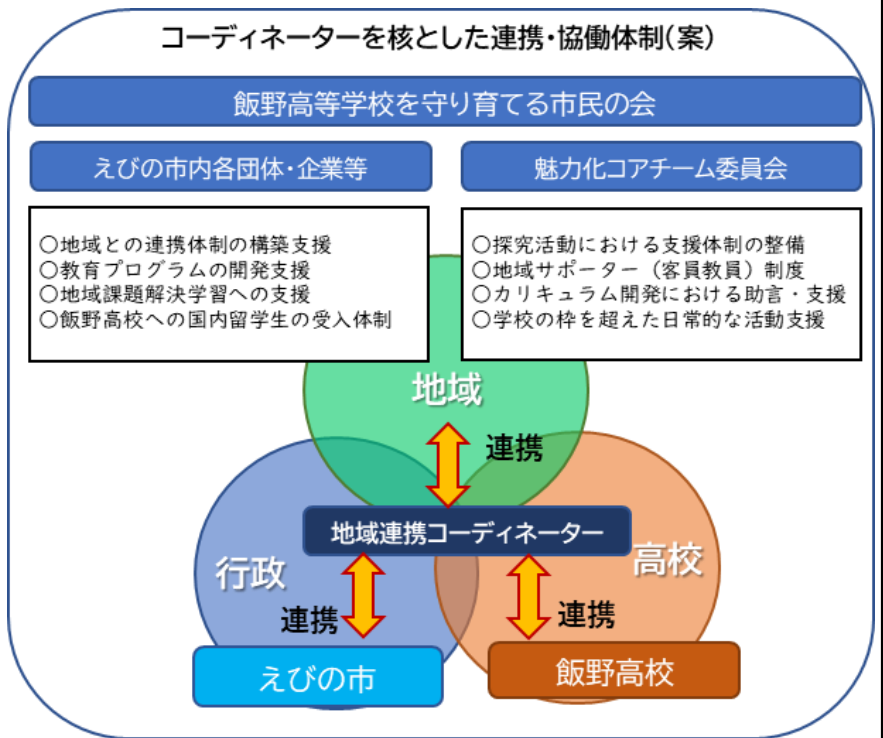 コーディネーターを核とした連携・協働体制(案)
飯野高等学校を守り育てる市民の会
えびの市内各団体・企業等
魅力化コアチーム委員会
〇地域との連携体制の構築支援
〇教育プログラムの開発支援
〇地域課題解決学習への支援
〇飯野高校への国内留学生の受入体制
〇探究活動における支援体制の整備
〇地域サポーター（客員教員）制度
〇カリキュラム開発における助言・支援
〇学校の枠を超えた日常的な活動支援
地域
連携
地域連携コーディネーター
行政
高校
連携
連携
えびの市
飯野高校